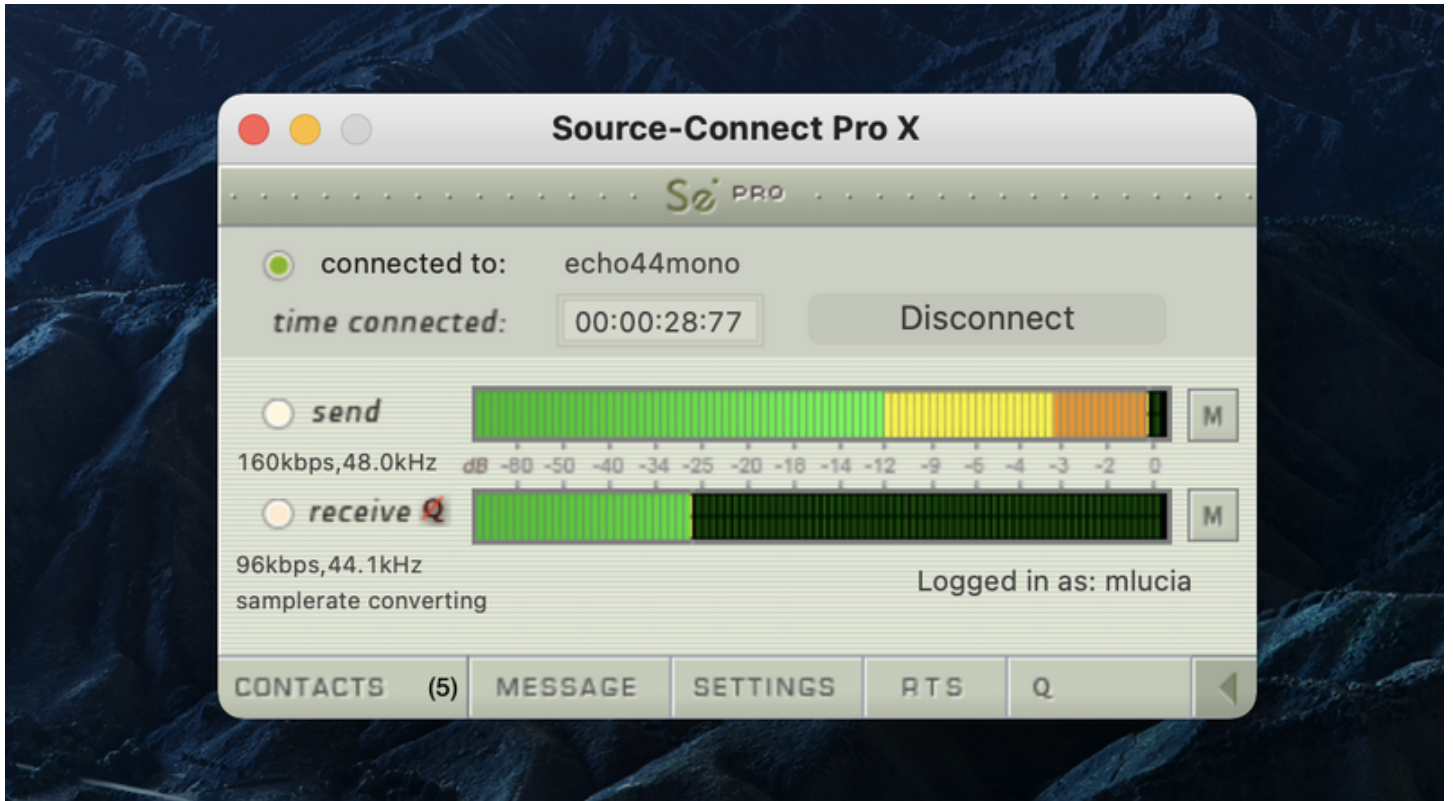 Source-Connect Pro X
Se PRO
connected to: echo44mono
time connected: 00:00:28:77 Disconnect
send M
160kbps,48.0kHz dB -80 -50 -40 -34 -25 -20 -16 -14 -12 -9 -6 -4 -3 -2 0
receive Q M
96kbps,44.1kHz
samplerate converting
Logged in as: mlucia
CONTACTS (5) MESSAGE SETTINGS RTS Q